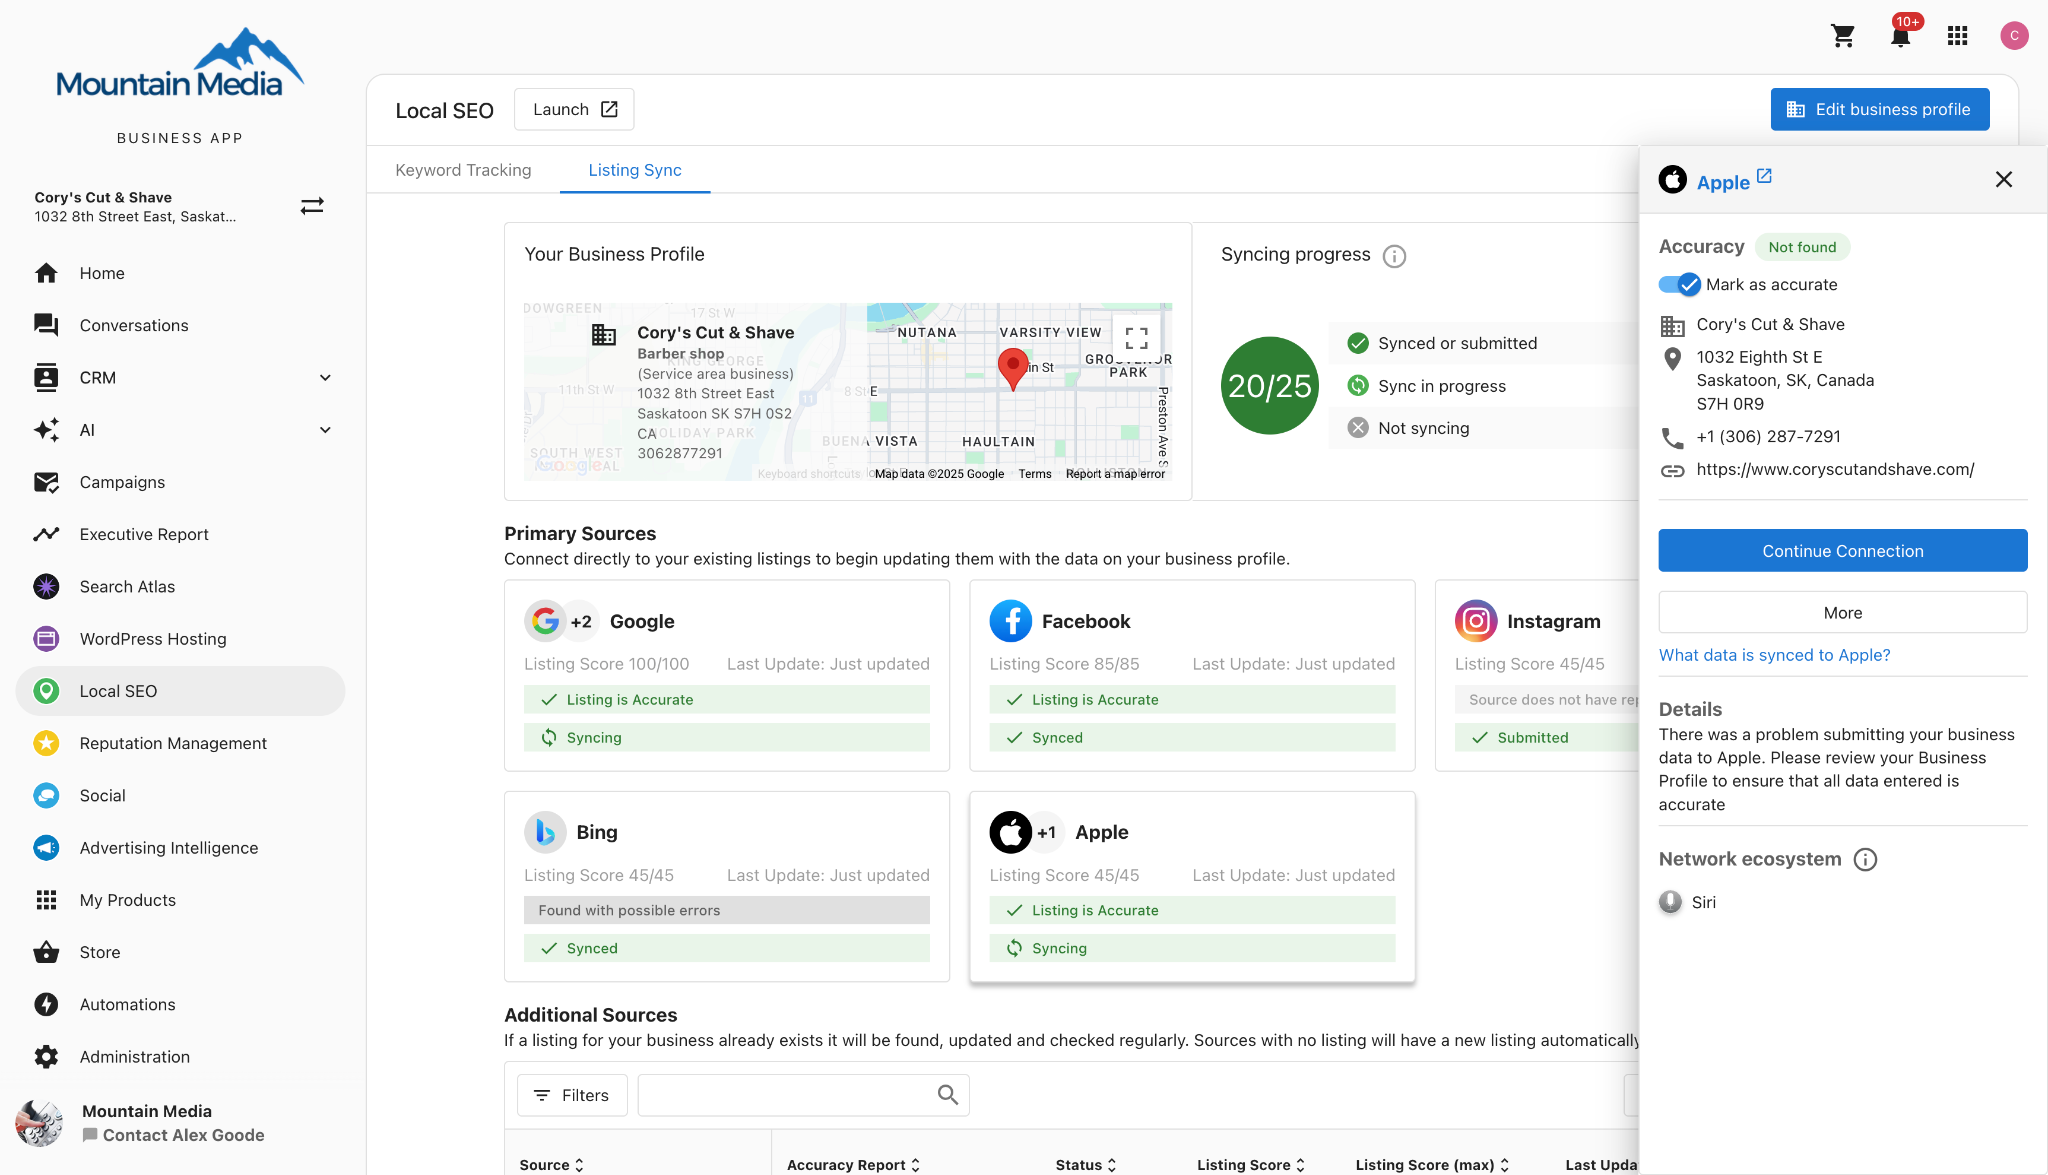 10+
C
Mountain Media
BUSINESS APP
Cory's Cut & Shave
1032 8th Street East, Saskat...
Home
Conversations
CRM
AI
Campaigns
Executive Report
Search Atlas
WordPress Hosting
Local SEO
Reputation Management
Social
Advertising Intelligence
My Products
Store
Automations
Administration
Mountain Media
Contact Alex Goode
Local SEO
Launch
Edit business profile
Keyword Tracking
Listing Sync
Your Business Profile
DOWGREEN
17 St W
KING GEORGE
11th St W
HOLIDAY PARK
SOUTH WEST
Google
11
8 St E
NUTANA
VARSITY VIEW
GROSVENOR
PARK
in St
Preston Ave S
BUENA VISTA
HAULTAIN
Cory's Cut & Shave
Barber shop
(Service area business)
1032 8th Street East
Saskatoon SK S7H 0S2
CA
3062877291
Keyboard shortcuts
Map data ©2025 Google
Terms
Report a map error
Syncing progress
20/25
Synced or submitted
Sync in progress
Not syncing
Primary Sources
Connect directly to your existing listings to begin updating them with the data on your business profile.
+2 Google
Listing Score 100/100 Last Update: Just updated
Listing is Accurate
Syncing
Facebook
Listing Score 85/85 Last Update: Just updated
Listing is Accurate
Synced
Instagram
Listing Score 45/45
Source does not have rep
Submitted
Bing
Listing Score 45/45 Last Update: Just updated
Found with possible errors
Synced
+1 Apple
Listing Score 45/45 Last Update: Just updated
Listing is Accurate
Syncing
Additional Sources
If a listing for your business already exists it will be found, updated and checked regularly. Sources with no listing will have a new listing automatically
Filters
Source Accuracy Report Status Listing Score Listing Score (max) Last Upda
Apple
Accuracy Not found
Mark as accurate
Cory's Cut & Shave
1032 Eighth St E
Saskatoon, SK, Canada
S7H 0R9
+1 (306) 287-7291
https://www.coryscutandshave.com/
Continue Connection
More
What data is synced to Apple?
Details
There was a problem submitting your business
data to Apple. Please review your Business
Profile to ensure that all data entered is
accurate
Network ecosystem
Siri